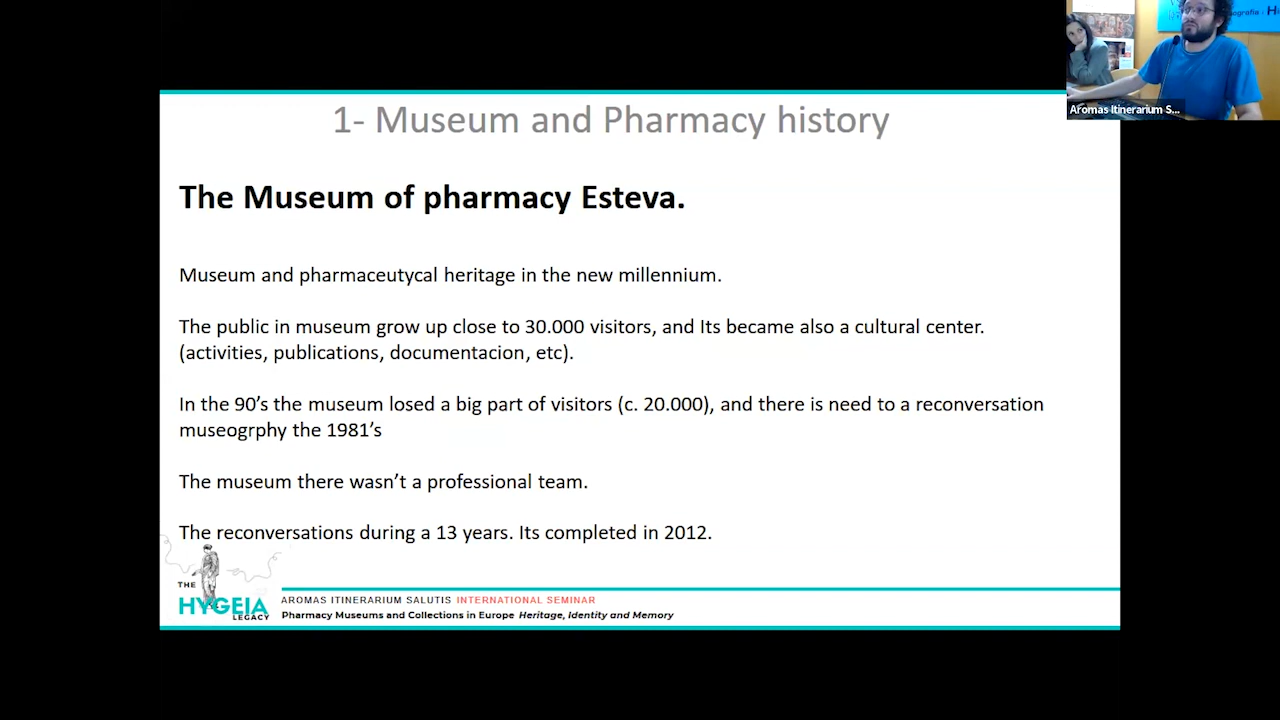 1- Museum and Pharmacy history
The Museum of pharmacy Esteva.
Museum and pharmaceutycal heritage in the new millennium.
The public in museum grow up close to 30.000 visitors, and Its became also a cultural center.
(activities, publications, documentacion, etc).
In the 90’s the museum losed a big part of visitors (c. 20.000), and there is need to a reconversation
museogrphy the 1981’s
The museum there wasn’t a professional team.
The reconversations during a 13 years. Its completed in 2012.
THE
HYGEIA
LEGACY
AROMAS ITINERARIUM SALUTIS INTERNATIONAL SEMINAR
Pharmacy Museums and Collections in Europe Heritage, Identity and Memory
Aromas Itinerarium S...